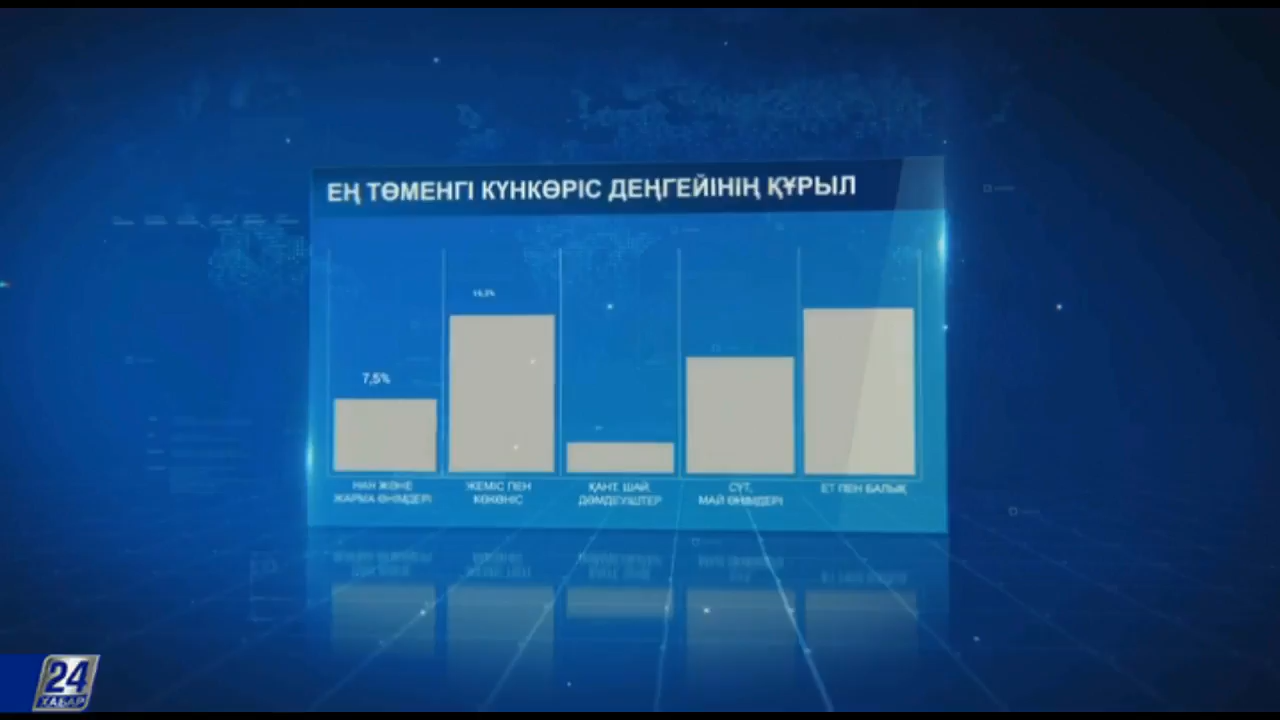 ЕҢ ТӨМЕНГІ КҮНКӨРІС ДЕҢГЕЙІНІҢ ҚҰРЫЛ
7,5%
НАН ЖӘНЕ
ЖАРМА ӨНІМДЕРІ
ЖЕМІС ПЕН
КӨКӨНІС
ҚАНТ, ШАЙ,
ДӘМДЕУІШТЕР
СҮТ,
МАЙ ӨНІМДЕРІ
ЕТ ПЕН БАЛЫҚ
24
ХАБАР